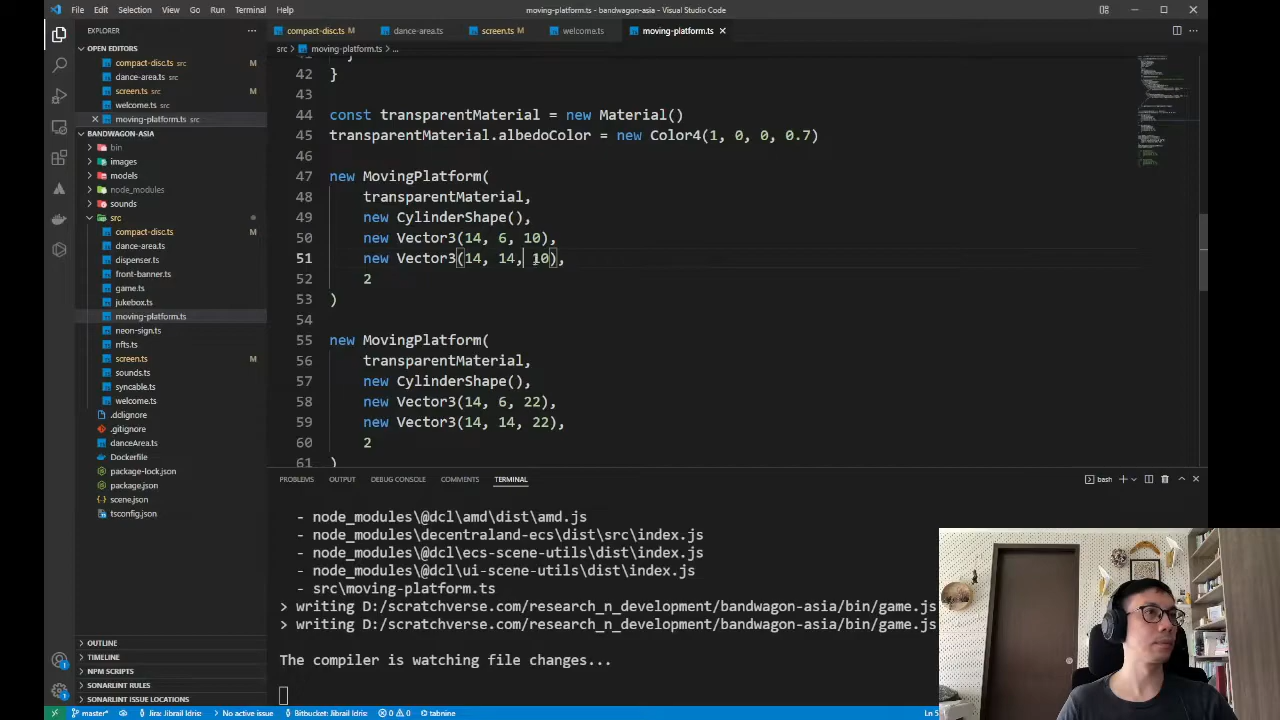 File Edit Selection View Go Run Terminal Help
moving-platform.ts - bandwagon-asia - Visual Studio Code
EXPLORER
OPEN EDITORS
compact-disc.ts src M
dance-area.ts src
screen.ts src M
welcome.ts src
moving-platform.ts src
BANDWAGON-ASIA
bin
images
models
node_modules
sounds
src
compact-disc.ts M
dance-area.ts
dispenser.ts
front-banner.ts
game.ts
jukebox.ts
moving-platform.ts
neon-sign.ts
nfts.ts
screen.ts M
sounds.ts
syncable.ts
welcome.ts
.dclignore
.gitignore
danceArea.ts
Dockerfile
package-lock.json
package.json
scene.json
tsconfig.json
OUTLINE
TIMELINE
NPM SCRIPTS
SONARLINT RULES
SONARLINT ISSUE LOCATIONS
compact-disc.ts M dance-area.ts screen.ts M welcome.ts moving-platform.ts
src > moving-platform.ts > ...
42 }
43
44 const transparentMaterial = new Material()
45 transparentMaterial.albedoColor = new Color4(1, 0, 0, 0.7)
46
47 new MovingPlatform(
48 transparentMaterial,
49 new CylinderShape(),
50 new Vector3(14, 6, 10),
51 new Vector3(14, 14, 10),
52 2
53 )
54
55 new MovingPlatform(
56 transparentMaterial,
57 new CylinderShape(),
58 new Vector3(14, 6, 22),
59 new Vector3(14, 14, 22),
60 2
61 )
PROBLEMS OUTPUT DEBUG CONSOLE COMMENTS TERMINAL
bash
- node_modules\@dcl\amd\dist\amd.js
- node_modules\decentraland-ecs\dist\src\index.js
- node_modules\@dcl\ecs-scene-utils\dist\index.js
- node_modules\@dcl\ui-scene-utils\dist\index.js
- src\moving-platform.ts
> writing D:/scratchverse.com/research_n_development/bandwagon-asia/bin/game.js
> writing D:/scratchverse.com/research_n_development/bandwagon-asia/bin/game.js
The compiler is watching file changes...
master* Jira: Jibrail Idris: No active issue Bitbucket: Jibrail Idris: 0 0 tabnine